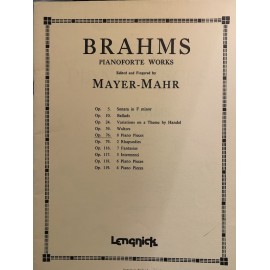 BRAHMS
PIANOFORTE WORKS
Edited and Prepared by
MAYER-MAHR
Op. 5. Sonata in F minor
Op. 10. Ballads
Op. 24. Variations on a Theme by Handel
Op. 39. Waltzes
Op. 76. 8 Piano Pieces
Op. 79. 2 Rhapsodies
Op. 116. 7 Fantasias
Op. 117. 3 Intermezzi
Op. 118. 6 Piano Pieces
Op. 119. 4 Piano Pieces
Lengnick